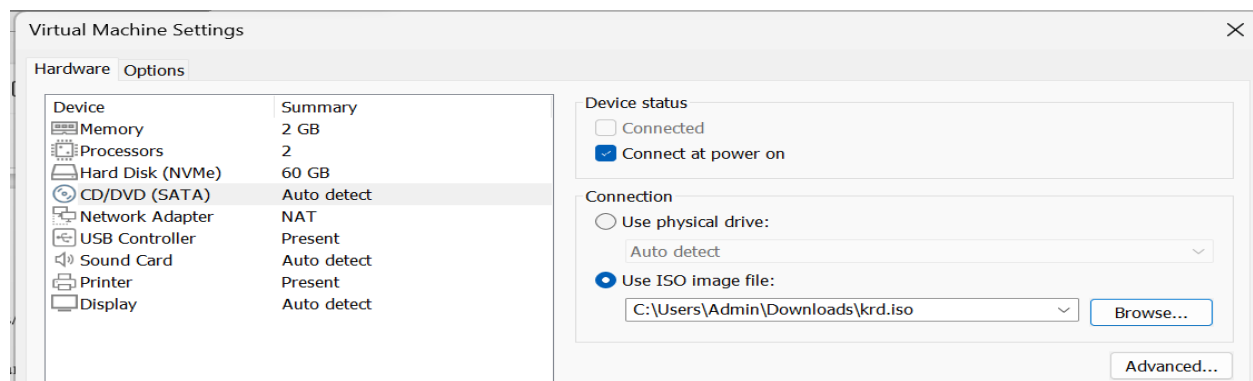 Virtual Machine Settings
Hardware Options
Device Summary
Memory 2 GB
Processors 2
Hard Disk (NVMe) 60 GB
CD/DVD (SATA) Auto detect
Network Adapter NAT
USB Controller Present
Sound Card Auto detect
Printer Present
Display Auto detect
Device status
Connected
Connect at power on
Connection
Use physical drive:
Auto detect
Use ISO image file:
C:\Users\Admin\Downloads\krd.iso
Browse...
Advanced...